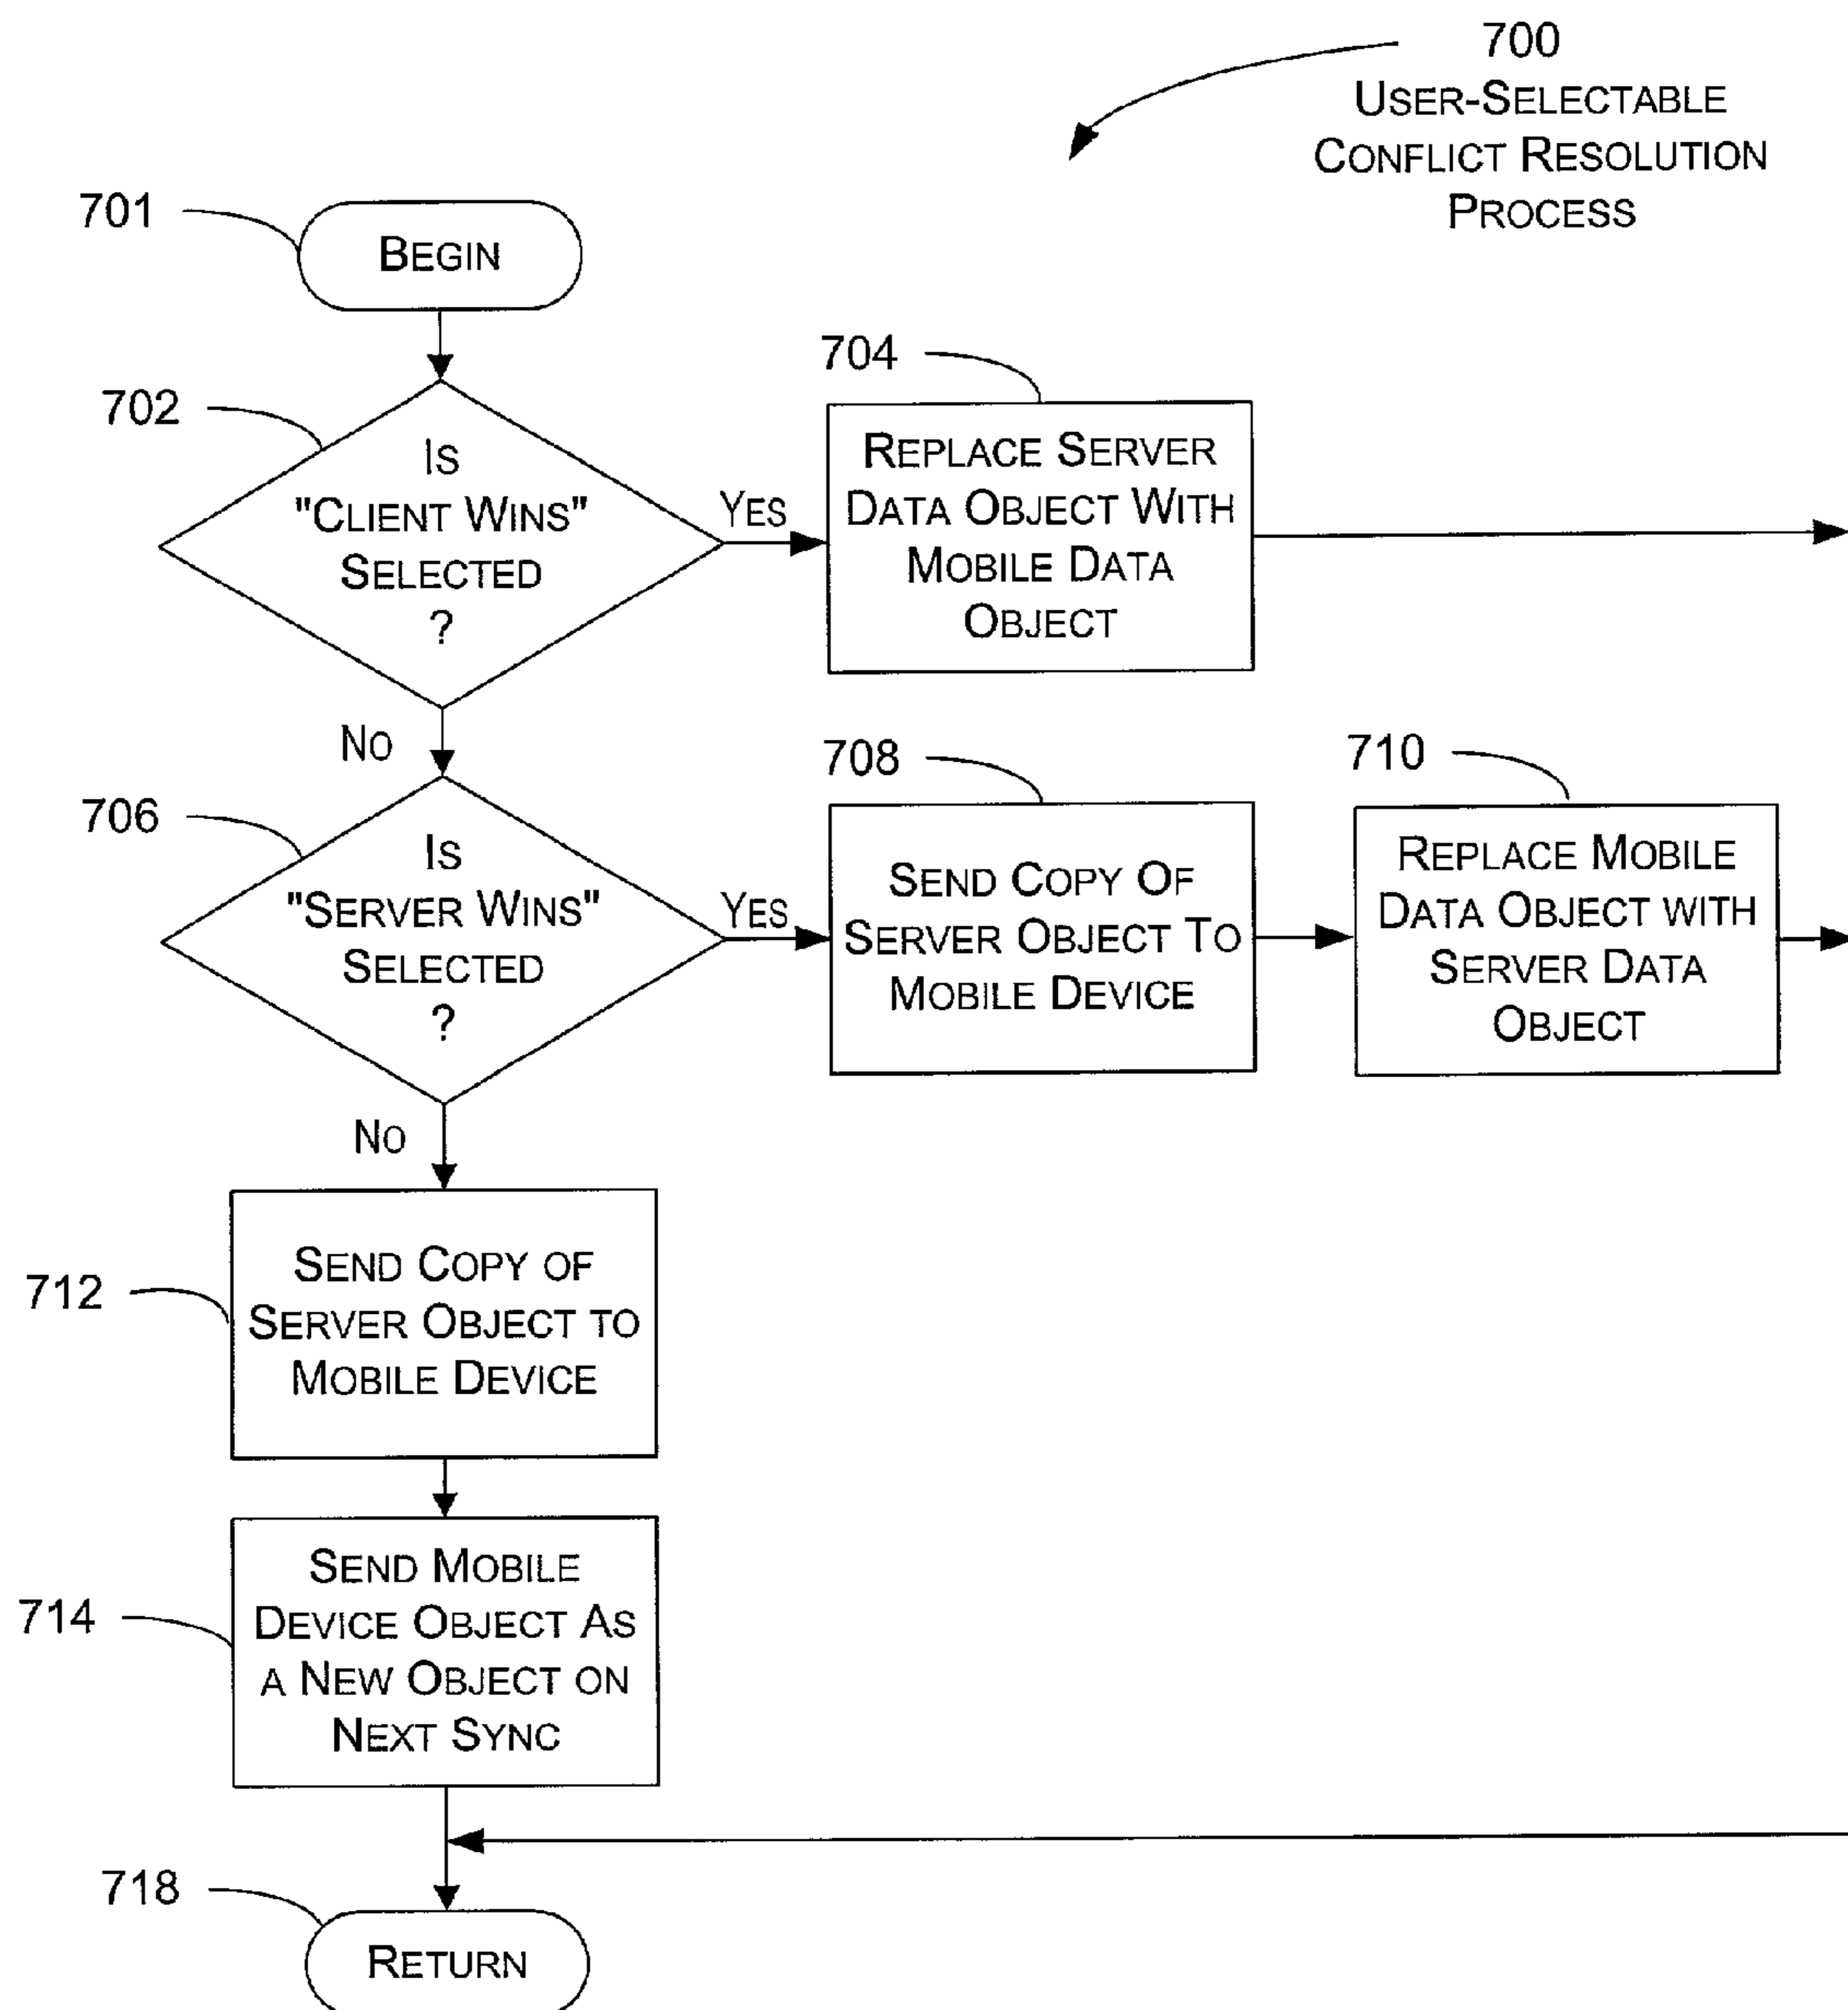 700
USER-SELECTABLE
CONFLICT RESOLUTION
PROCESS
701
BEGIN
702
IS
"CLIENT WINS"
SELECTED
?
YES
NO
704
REPLACE SERVER
DATA OBJECT WITH
MOBILE DATA
OBJECT
706
IS
"SERVER WINS"
SELECTED
?
YES
NO
708
SEND COPY OF
SERVER OBJECT TO
MOBILE DEVICE
710
REPLACE MOBILE
DATA OBJECT WITH
SERVER DATA
OBJECT
712
SEND COPY OF
SERVER OBJECT TO
MOBILE DEVICE
714
SEND MOBILE
DEVICE OBJECT AS
A NEW OBJECT ON
NEXT SYNC
718
RETURN